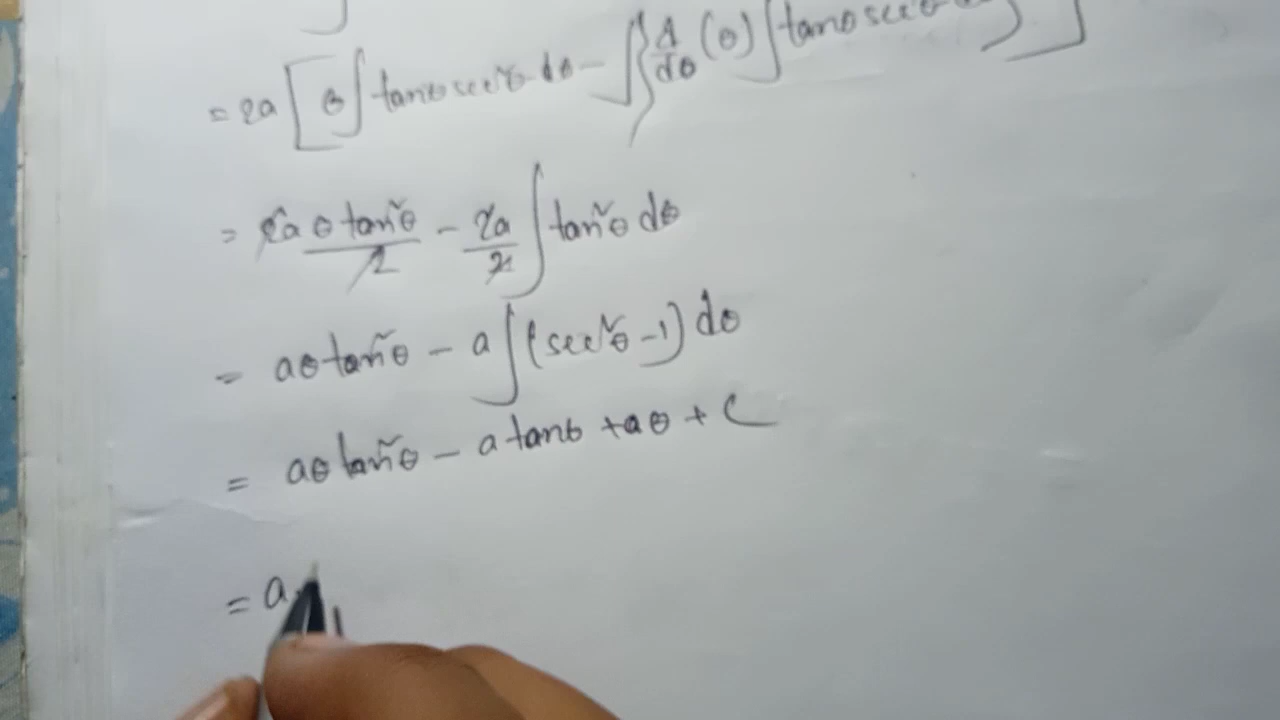 = 2a [ θ ∫ tanθ sec²θ dθ - ∫ { d/dθ (θ) ∫ tanθ sec²θ
= 2a θ tan²θ/2 - 2a/2 ∫ tan²θ dθ
= aθ tan²θ - a ∫ (sec²θ -1) dθ
= aθ tan²θ - a tanθ + aθ + C
= a